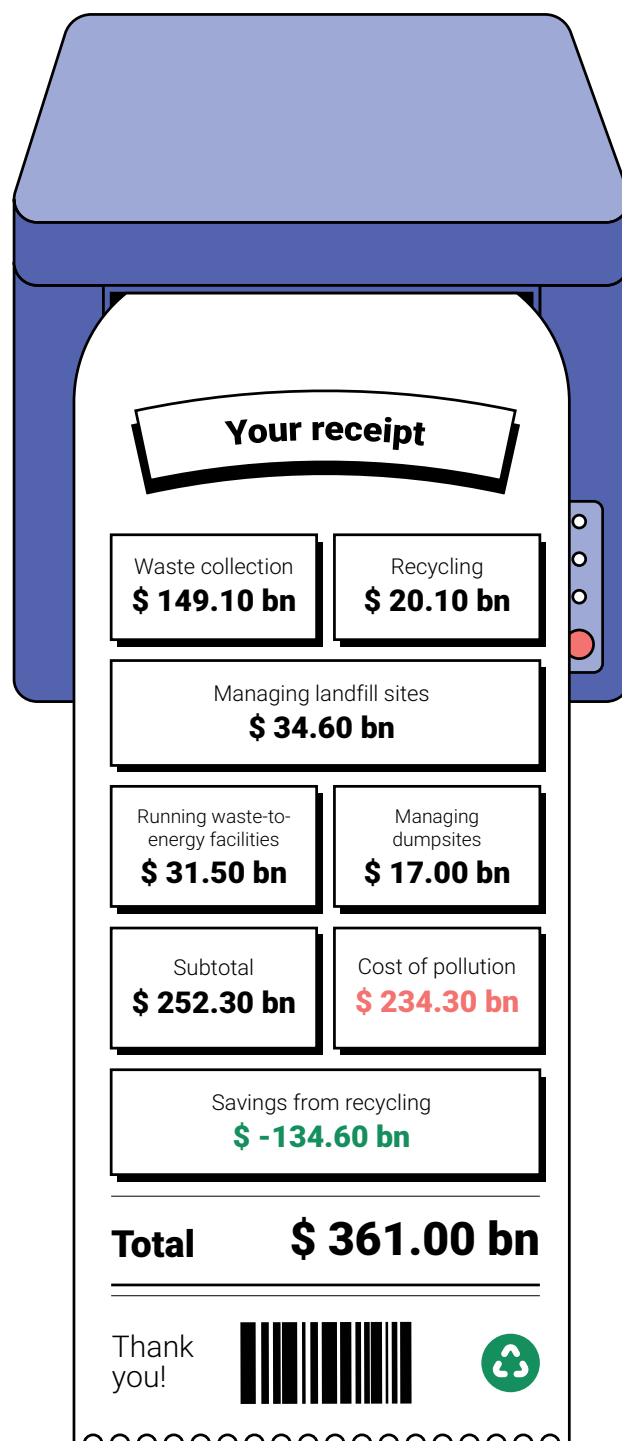 Your receipt
Waste collection
$ 149.10 bn
Recycling
$ 20.10 bn
Managing landfill sites
$ 34.60 bn
Running waste-to-
energy facilities
$ 31.50 bn
Managing
dumpsites
$ 17.00 bn
Subtotal
$ 252.30 bn
Cost of pollution
$ 234.30 bn
Savings from recycling
$ -134.60 bn
Total
$ 361.00 bn
Thank
you!